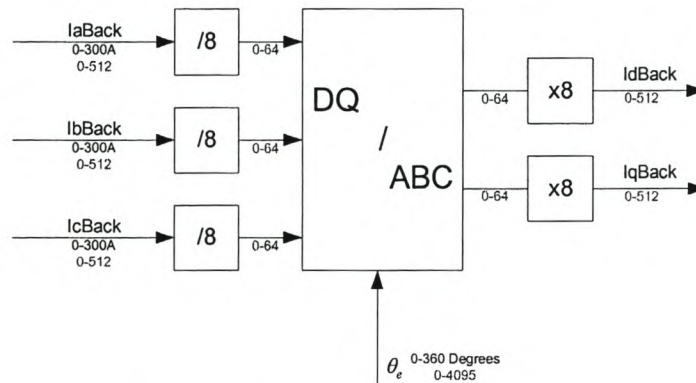 IaBack
0-300A
0-512
/8
0-64
IbBack
0-300A
0-512
/8
0-64
IcBack
0-300A
0-512
/8
0-64
DQ
/
ABC
0-64
x8
IdBack
0-512
0-64
x8
IqBack
0-512
θe 0-360 Degrees
0-4095